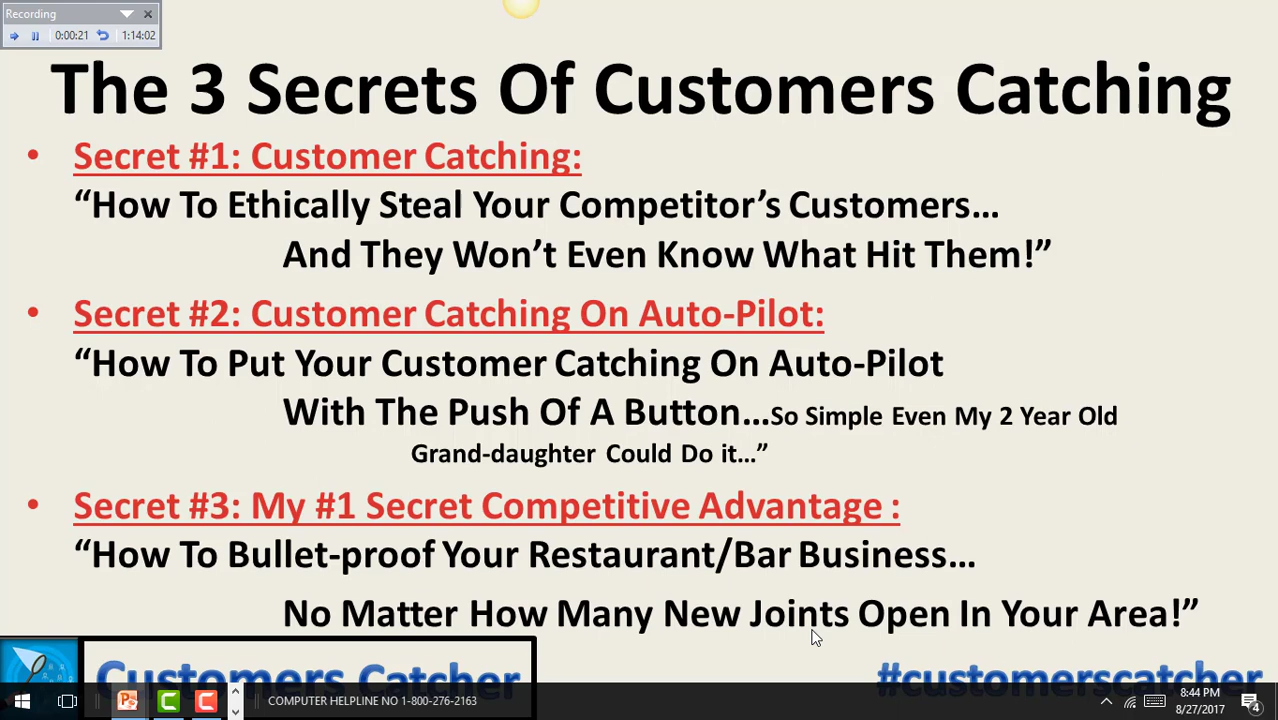 Recording
0:00:21 1:14:02
The 3 Secrets Of Customers Catching
• Secret #1: Customer Catching:
“How To Ethically Steal Your Competitor’s Customers…
And They Won’t Even Know What Hit Them!”
• Secret #2: Customer Catching On Auto-Pilot:
“How To Put Your Customer Catching On Auto-Pilot
With The Push Of A Button…So Simple Even My 2 Year Old
Grand-daughter Could Do it…”
• Secret #3: My #1 Secret Competitive Advantage :
“How To Bullet-proof Your Restaurant/Bar Business…
No Matter How Many New Joints Open In Your Area!”
Customers Catcher #customerscatcher
COMPUTER HELPLINE NO 1-800-276-2163
8:44 PM
8/27/2017
4